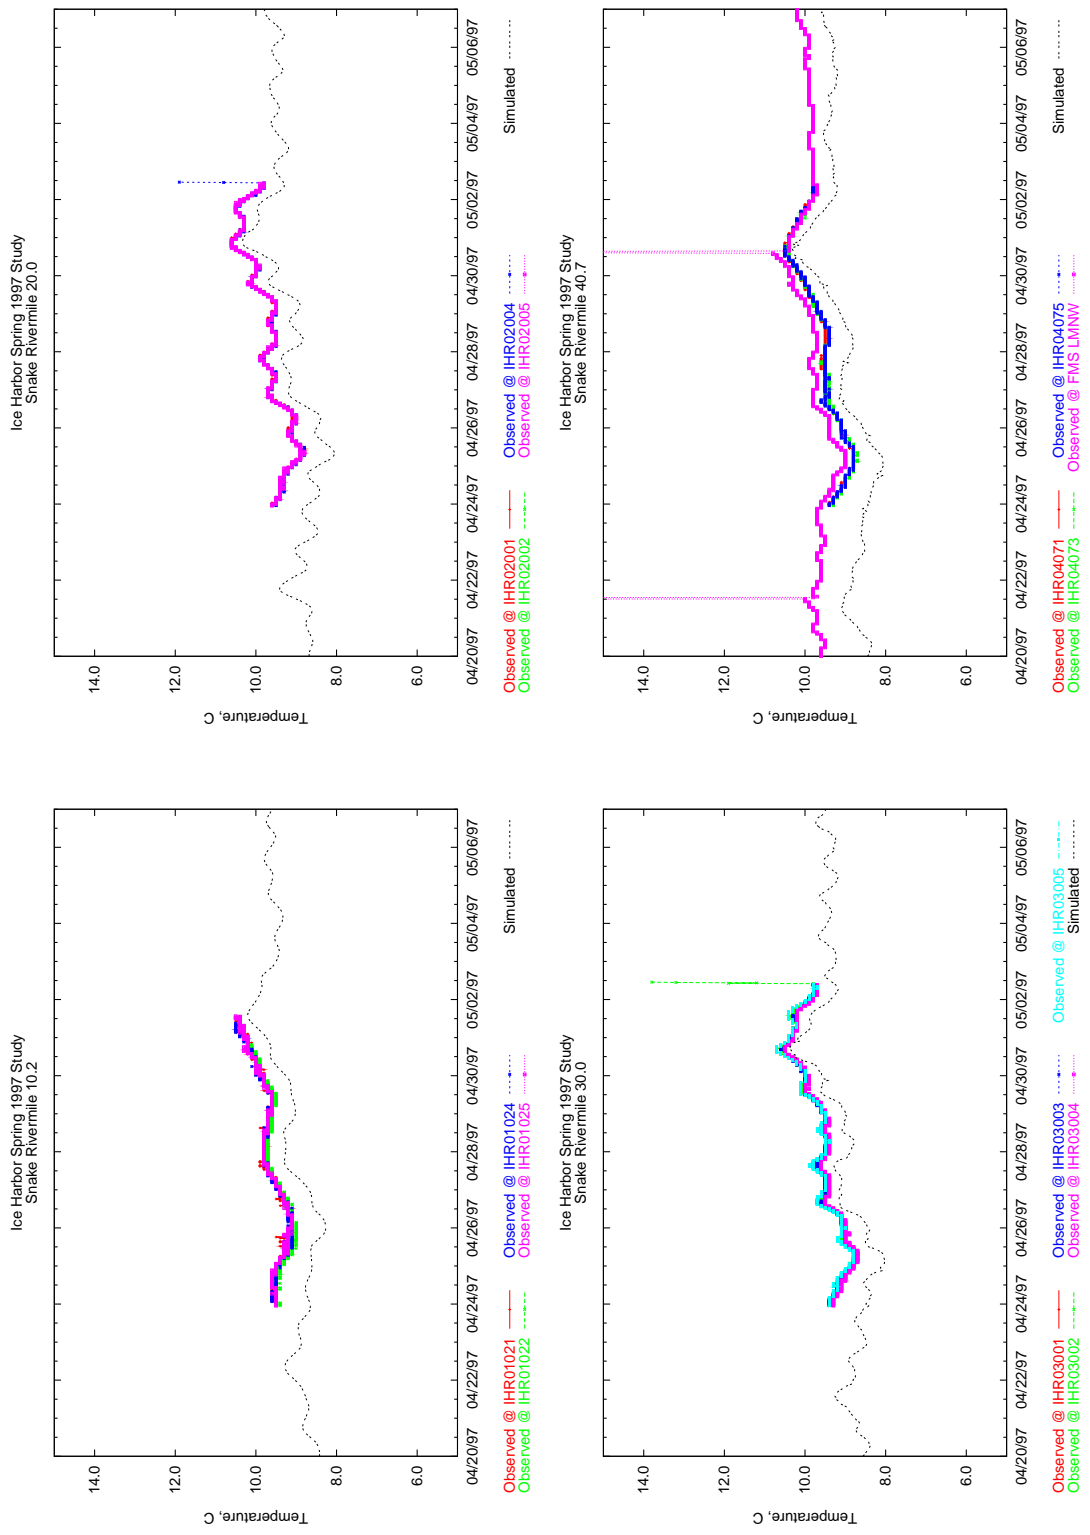 Ice Harbor Spring 1997 Study
Snake Rivermile 10.2
Temperature, C
14.0
12.0
10.0
8.0
6.0
04/20/97 04/22/97 04/24/97 04/26/97 04/28/97 04/30/97 05/02/97 05/04/97 05/06/97
Observed @ IHR01021 Observed @ IHR01024 Simulated
Observed @ IHR01022 Observed @ IHR01025
Ice Harbor Spring 1997 Study
Snake Rivermile 20.0
Temperature, C
14.0
12.0
10.0
8.0
6.0
04/20/97 04/22/97 04/24/97 04/26/97 04/28/97 04/30/97 05/02/97 05/04/97 05/06/97
Observed @ IHR02001 Observed @ IHR02004 Simulated
Observed @ IHR02002 Observed @ IHR02005
Ice Harbor Spring 1997 Study
Snake Rivermile 30.0
Temperature, C
14.0
12.0
10.0
8.0
6.0
04/20/97 04/22/97 04/24/97 04/26/97 04/28/97 04/30/97 05/02/97 05/04/97 05/06/97
Observed @ IHR03001 Observed @ IHR03003 Observed @ IHR03005
Observed @ IHR03002 Observed @ IHR03004 Simulated
Ice Harbor Spring 1997 Study
Snake Rivermile 40.7
Temperature, C
14.0
12.0
10.0
8.0
6.0
04/20/97 04/22/97 04/24/97 04/26/97 04/28/97 04/30/97 05/02/97 05/04/97 05/06/97
Observed @ IHR04071 Observed @ IHR04075 Simulated
Observed @ IHR04073 Observed @ FMS LMNW